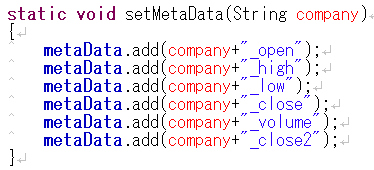 static void setMetaData(String company)
{
    metaData.add(company+"_open");
    metaData.add(company+"_high");
    metaData.add(company+"_low");
    metaData.add(company+"_close");
    metaData.add(company+"_volume");
    metaData.add(company+"_close2");
}